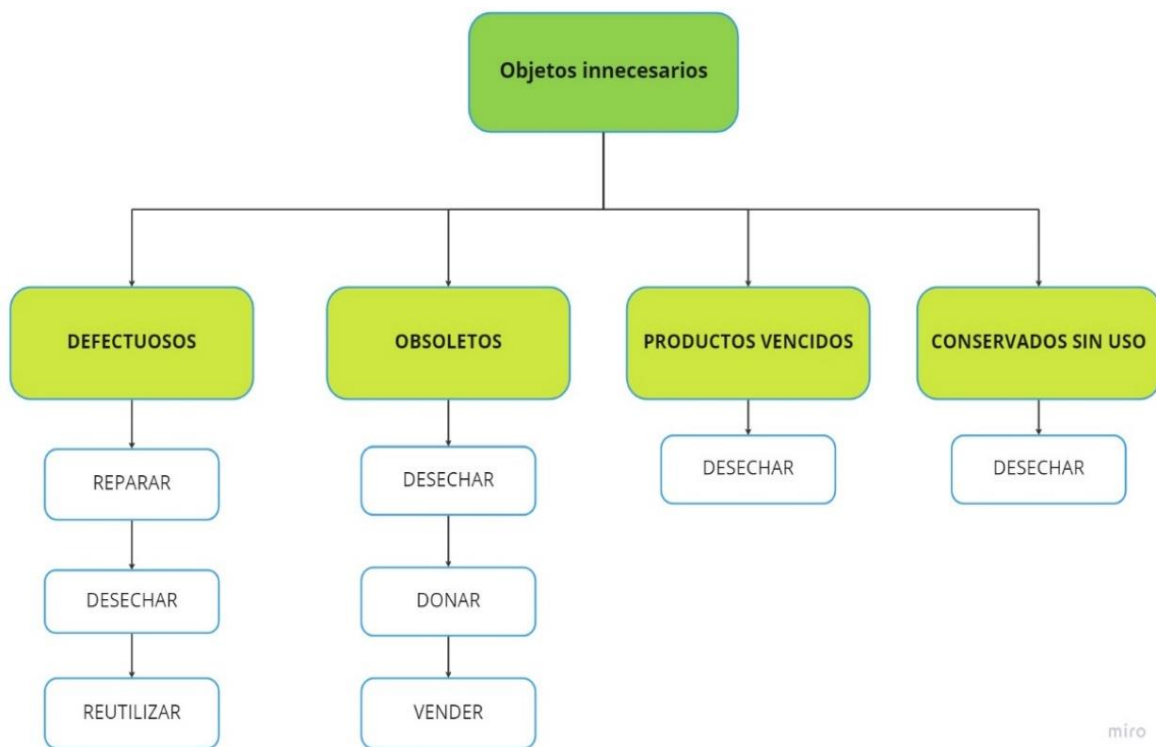 Objetos innecesarios
DEFECTUOSOS
OBSOLETOS
PRODUCTOS VENCIDOS
CONSERVADOS SIN USO
REPARAR
DESECHAR
DESECHAR
DESECHAR
DESECHAR
DONAR
REUTILIZAR
VENDER
miro